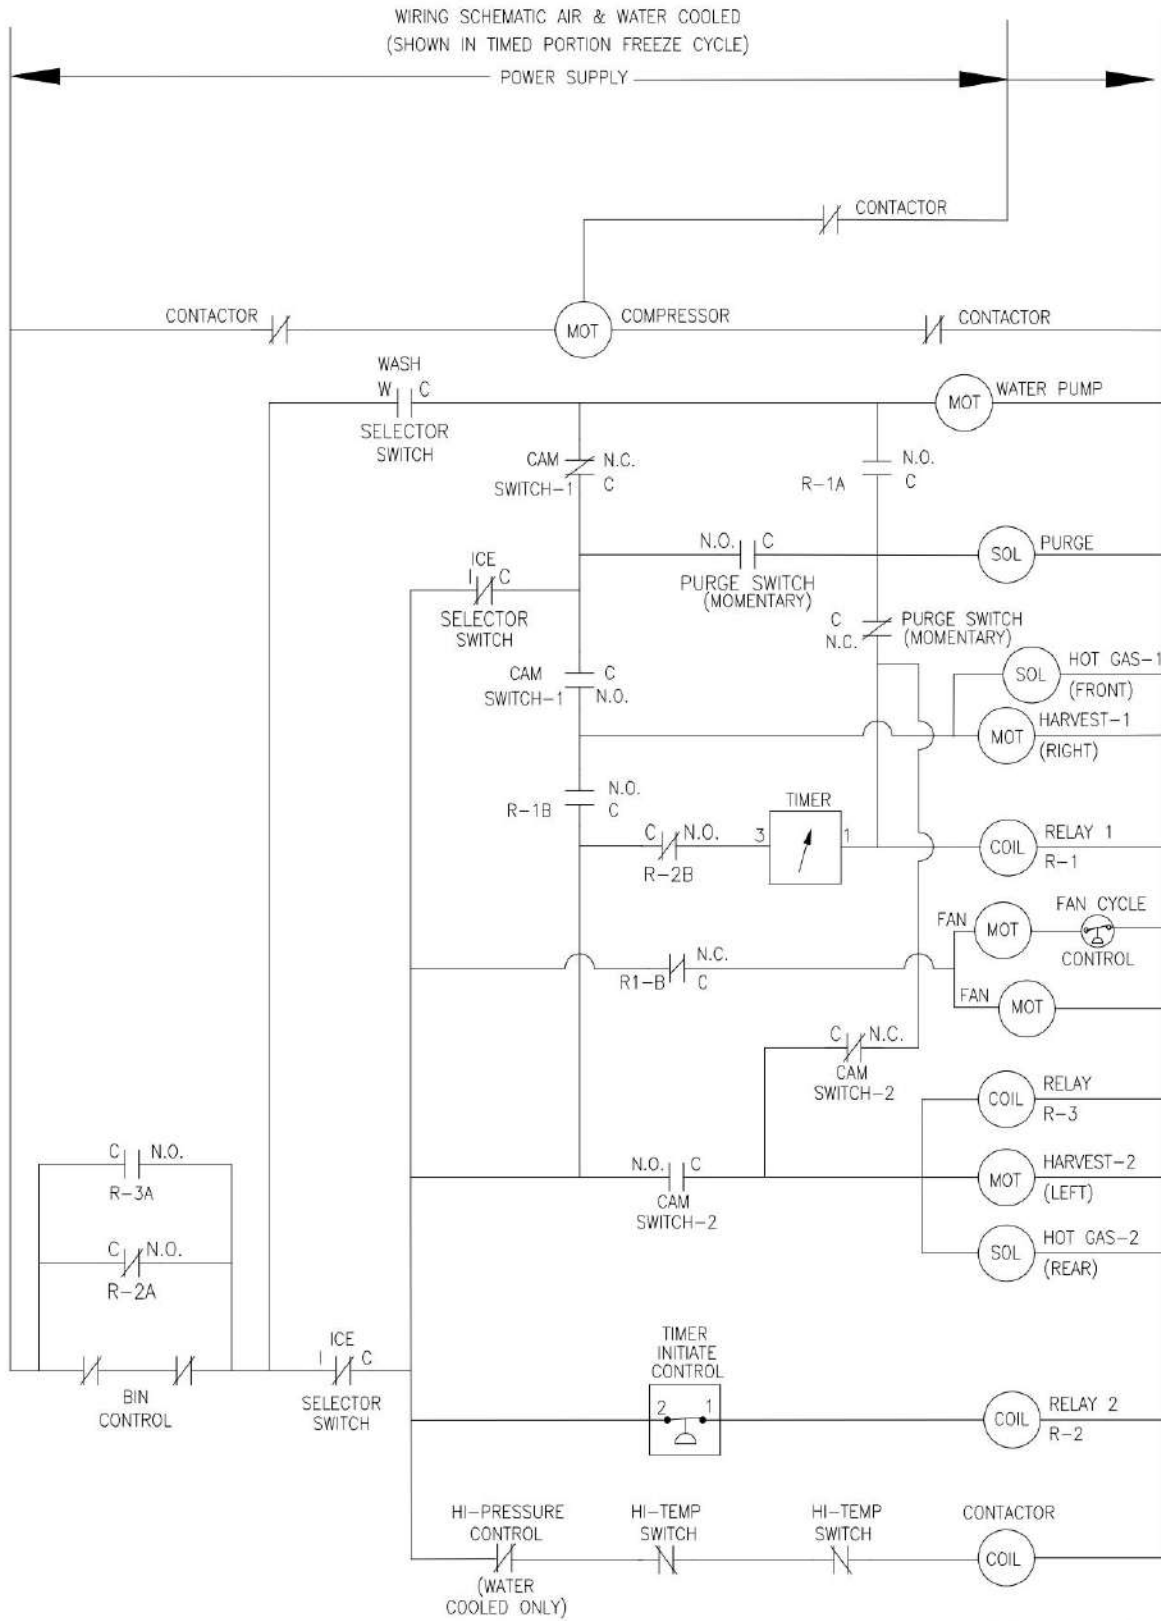 WIRING SCHEMATIC AIR & WATER COOLED
(SHOWN IN TIMED PORTION FREEZE CYCLE)
POWER SUPPLY
CONTACTOR
CONTACTOR
MOT
COMPRESSOR
CONTACTOR
WASH
W C
SELECTOR
SWITCH
MOT
WATER PUMP
CAM
SWITCH-1
N.C.
C
R-1A
N.O.
C
N.O. C
PURGE SWITCH
(MOMENTARY)
SOL
PURGE
ICE
I C
SELECTOR
SWITCH
C
N.C.
PURGE SWITCH
(MOMENTARY)
CAM
SWITCH-1
C
N.O.
SOL
HOT GAS-1
(FRONT)
MOT
HARVEST-1
(RIGHT)
R-1B
N.O.
C
C N.O.
R-2B
TIMER
3 1
COIL
RELAY 1
R-1
FAN
MOT
FAN CYCLE
CONTROL
R1-B
N.C.
C
FAN
MOT
C N.C.
CAM
SWITCH-2
COIL
RELAY
R-3
C N.O.
R-3A
N.O. C
CAM
SWITCH-2
MOT
HARVEST-2
(LEFT)
C N.O.
R-2A
SOL
HOT GAS-2
(REAR)
BIN
CONTROL
ICE
I C
SELECTOR
SWITCH
TIMER
INITIATE
CONTROL
2 1
COIL
RELAY 2
R-2
HI-PRESSURE
CONTROL
(WATER
COOLED ONLY)
HI-TEMP
SWITCH
HI-TEMP
SWITCH
CONTACTOR
COIL